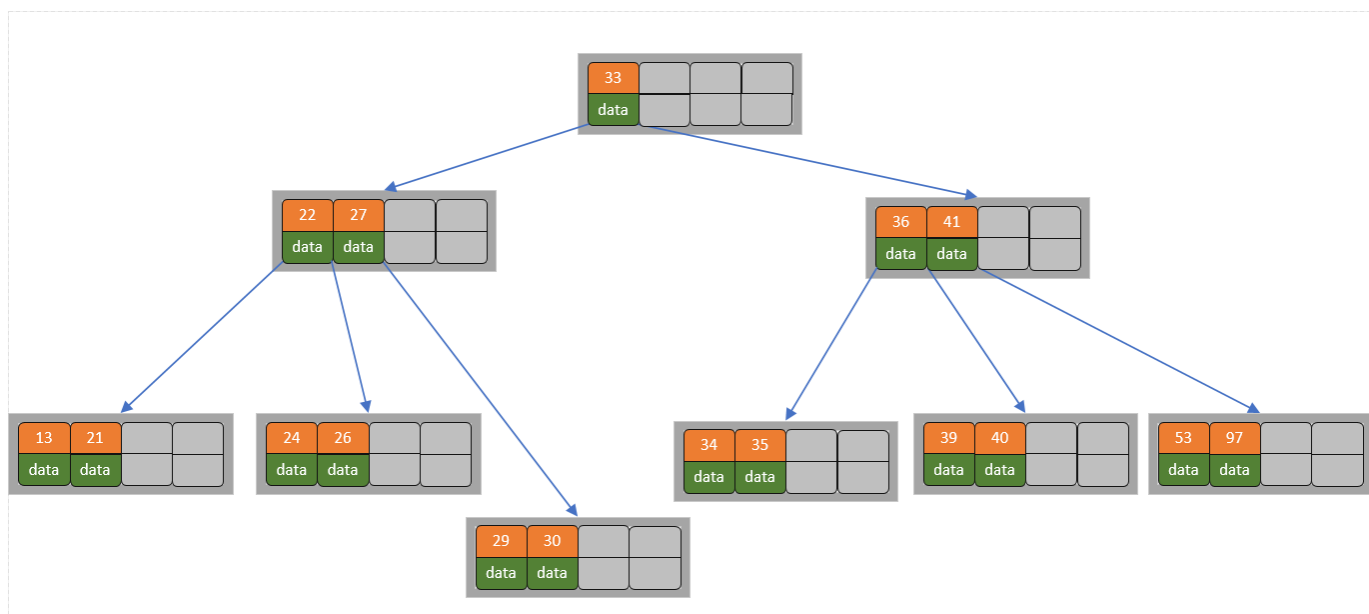 33
data
22 27
data data
36 41
data data
13 21
data data
24 26
data data
29 30
data data
34 35
data data
39 40
data data
53 97
data data